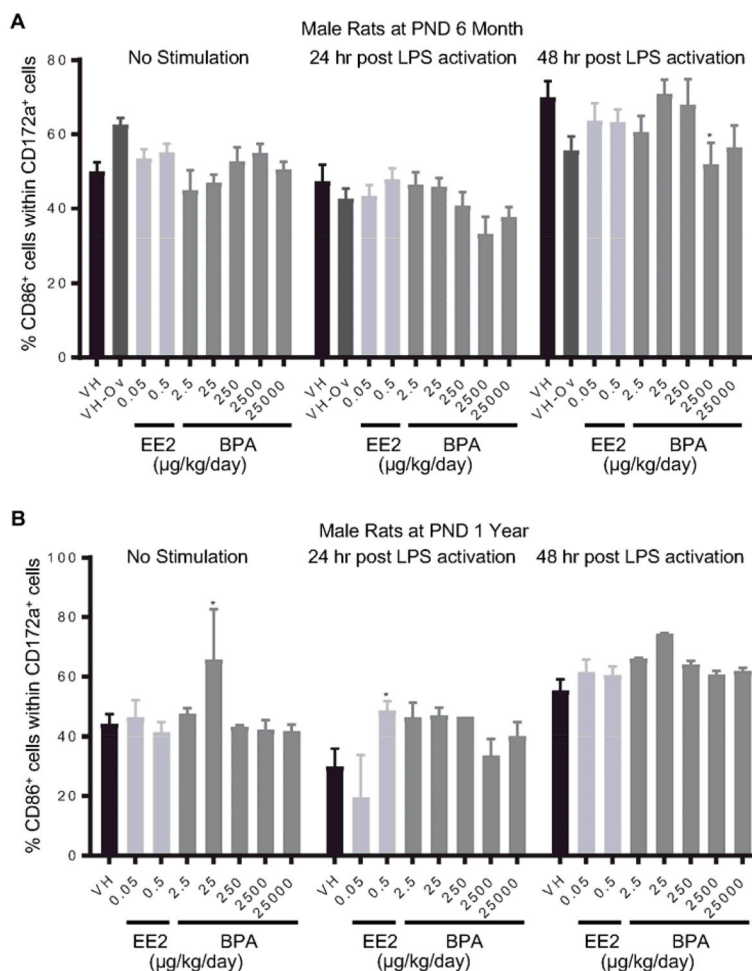 A
Male Rats at PND 6 Month
No Stimulation 24 hr post LPS activation 48 hr post LPS activation
% CD86+ cells within CD172a+ cells
80
60
40
20
0
VH VH-Ov 0.05 0.5 2.5 25 250 2500 25000 VH VH-Ov 0.05 0.5 2.5 25 250 2500 25000 VH VH-Ov 0.05 0.5 2.5 25 250 2500 25000
*
EE2 BPA EE2 BPA EE2 BPA
(µg/kg/day) (µg/kg/day) (µg/kg/day)
B
Male Rats at PND 1 Year
No Stimulation 24 hr post LPS activation 48 hr post LPS activation
% CD86+ cells within CD172a+ cells
100
80
60
40
20
0
* *
VH 0.05 0.5 2.5 25 250 2500 25000 VH 0.05 0.5 2.5 25 250 2500 25000 VH 0.05 0.5 2.5 25 250 2500 25000
EE2 BPA EE2 BPA EE2 BPA
(µg/kg/day) (µg/kg/day) (µg/kg/day)